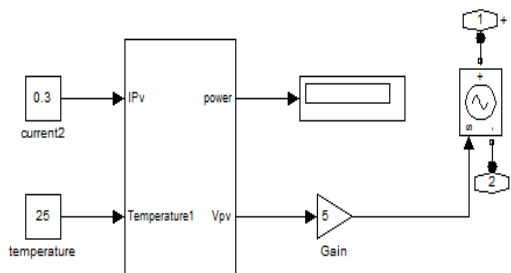 1 +
+
s -
0.3
IPv power
current2
25
Temperature1 Vpv
5
2
temperature
Gain